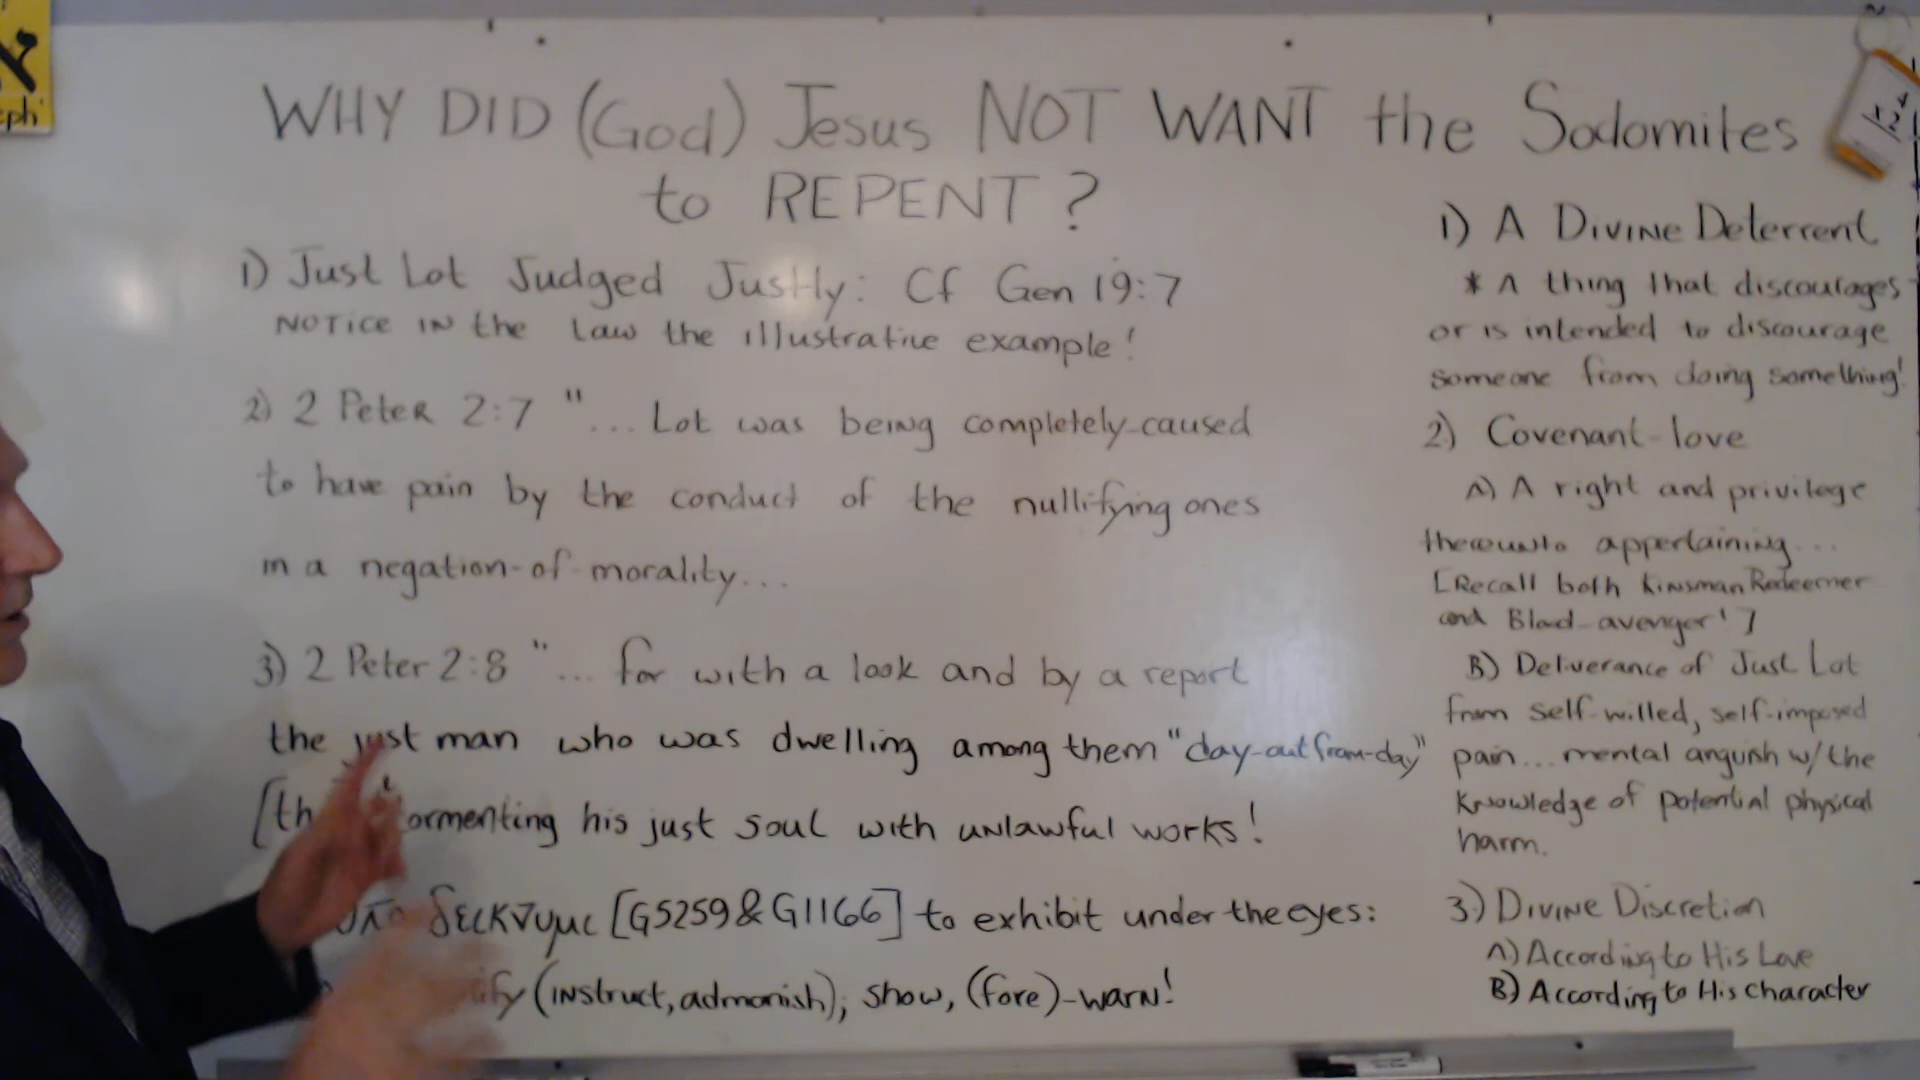 WHY DID (God) Jesus NOT WANT the Sodomites
to REPENT?
1) Just Lot Judged Justly: Cf Gen 19:7
NOTICE IN the Law the illustrative example!
2) 2 Peter 2:7 "... Lot was being completely-caused
to have pain by the conduct of the nullifying ones
in a negation-of-morality...
3) 2 Peter 2:8 "... for with a look and by a report
the just man who was dwelling among them "day-out from-day"
[th ormenting his just soul with unlawful works!
δεικνυμι [G5259 & G1166] to exhibit under the eyes:
ify (instruct, admonish); show, (fore)-warn!
1) A Divine Deterrent
* A thing that discourages
or is intended to discourage
someone from doing something!
2) Covenant-love
A) A right and privilege
thereunto appertaining...
[Recall both Kinsman Redeemer
and Blood-avenger!]
B) Deliverance of Just Lot
from self-willed, self-imposed
pain... mental anguish w/ the
Knowledge of potential physical
harm.
3.) Divine Discretion
A) According to His Love
B) According to His character
eph